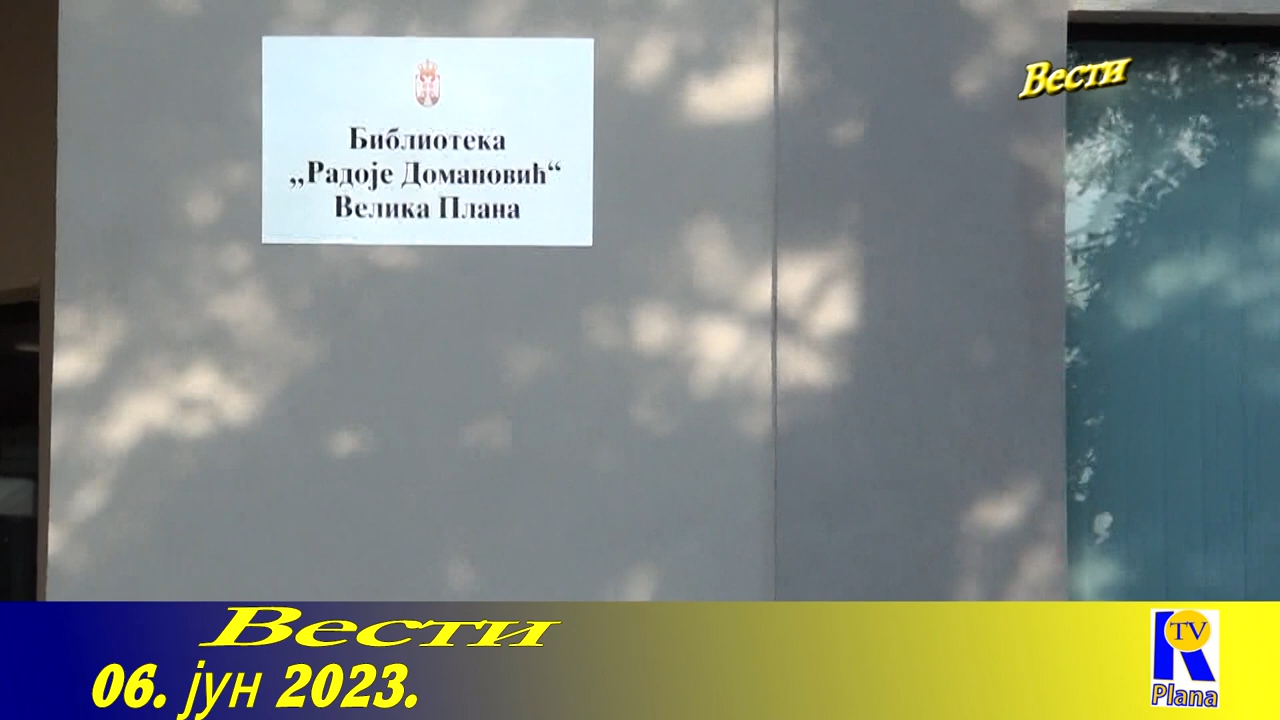 Библиотека
„Радоје Домановић“
Велика Плана
Вести
Вести
06. јун 2023.
TV
Plana